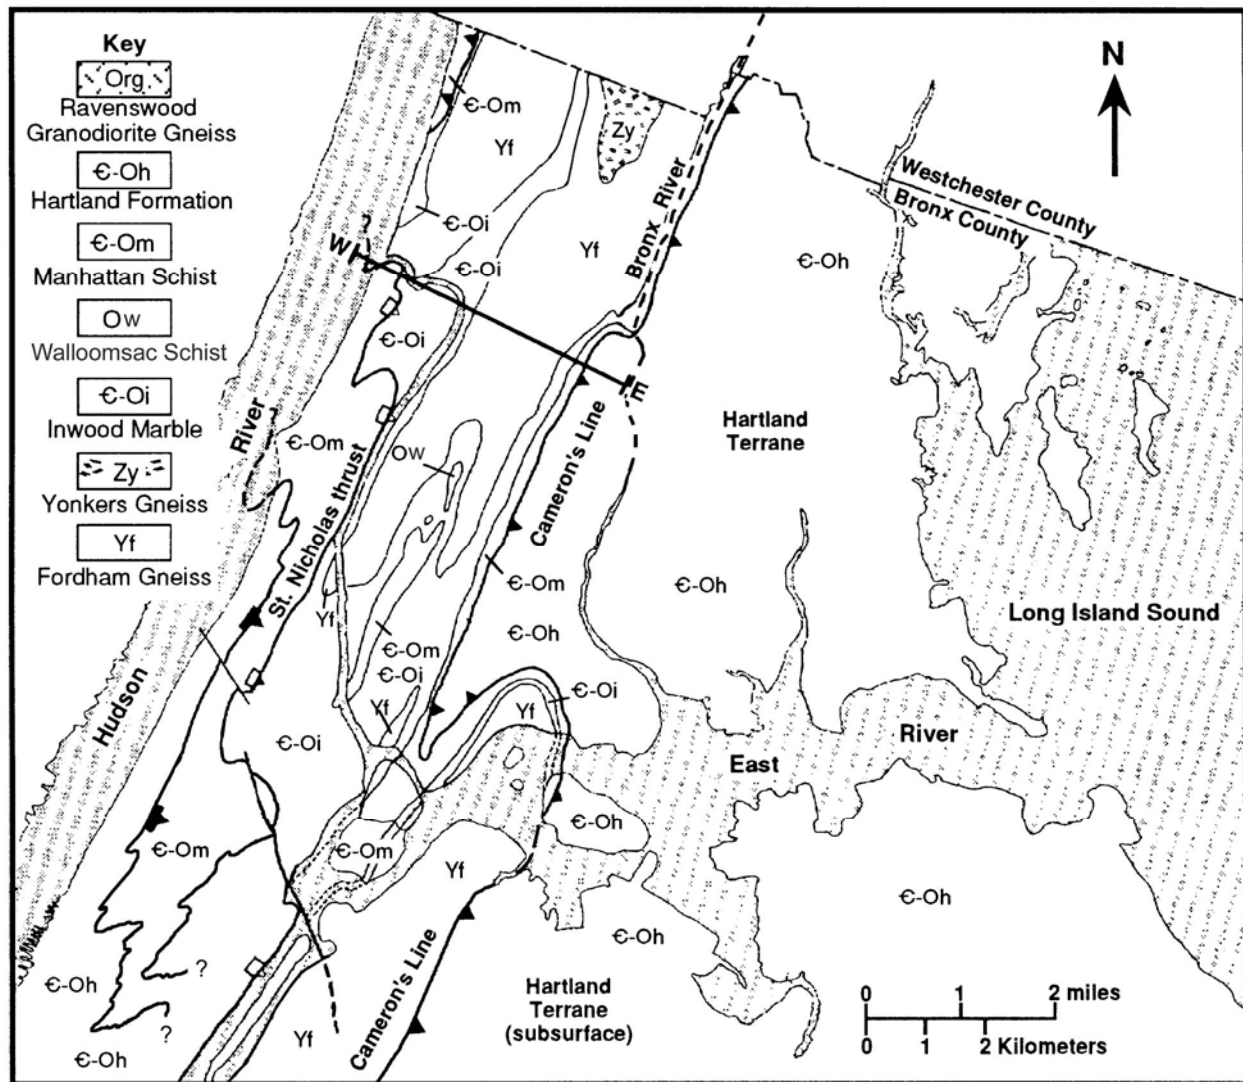 Key
Org
Ravenswood
Granodiorite Gneiss
Є-Oh
Hartland Formation
Є-Om
Manhattan Schist
Ow
Walloomsac Schist
Є-Oi
Inwood Marble
Zy
Yonkers Gneiss
Yf
Fordham Gneiss
N
Є-Om
Yf
Zy
Bronx River
Westchester County
Bronx County
Є-Oi
?
W
Є-Oi
Yf
Є-Oh
Є-Oi
E
Hartland
Terrane
River
Є-Om
Ow
Cameron's Line
St. Nicholas thrust
Є-Om
Yf
Є-Oh
Long Island Sound
Є-Om
Є-Oh
Є-Oi
Є-Oi
Hudson
Yf
Yf
Є-Oi
River
East
Є-Oh
Є-Om
Є-Om
Yf
Є-Oh
Є-Oh
Cameron's Line
?
Є-Oh
Hartland
Terrane
(subsurface)
?
Є-Oh
Yf
0 1 2 miles
0 1 2 Kilometers